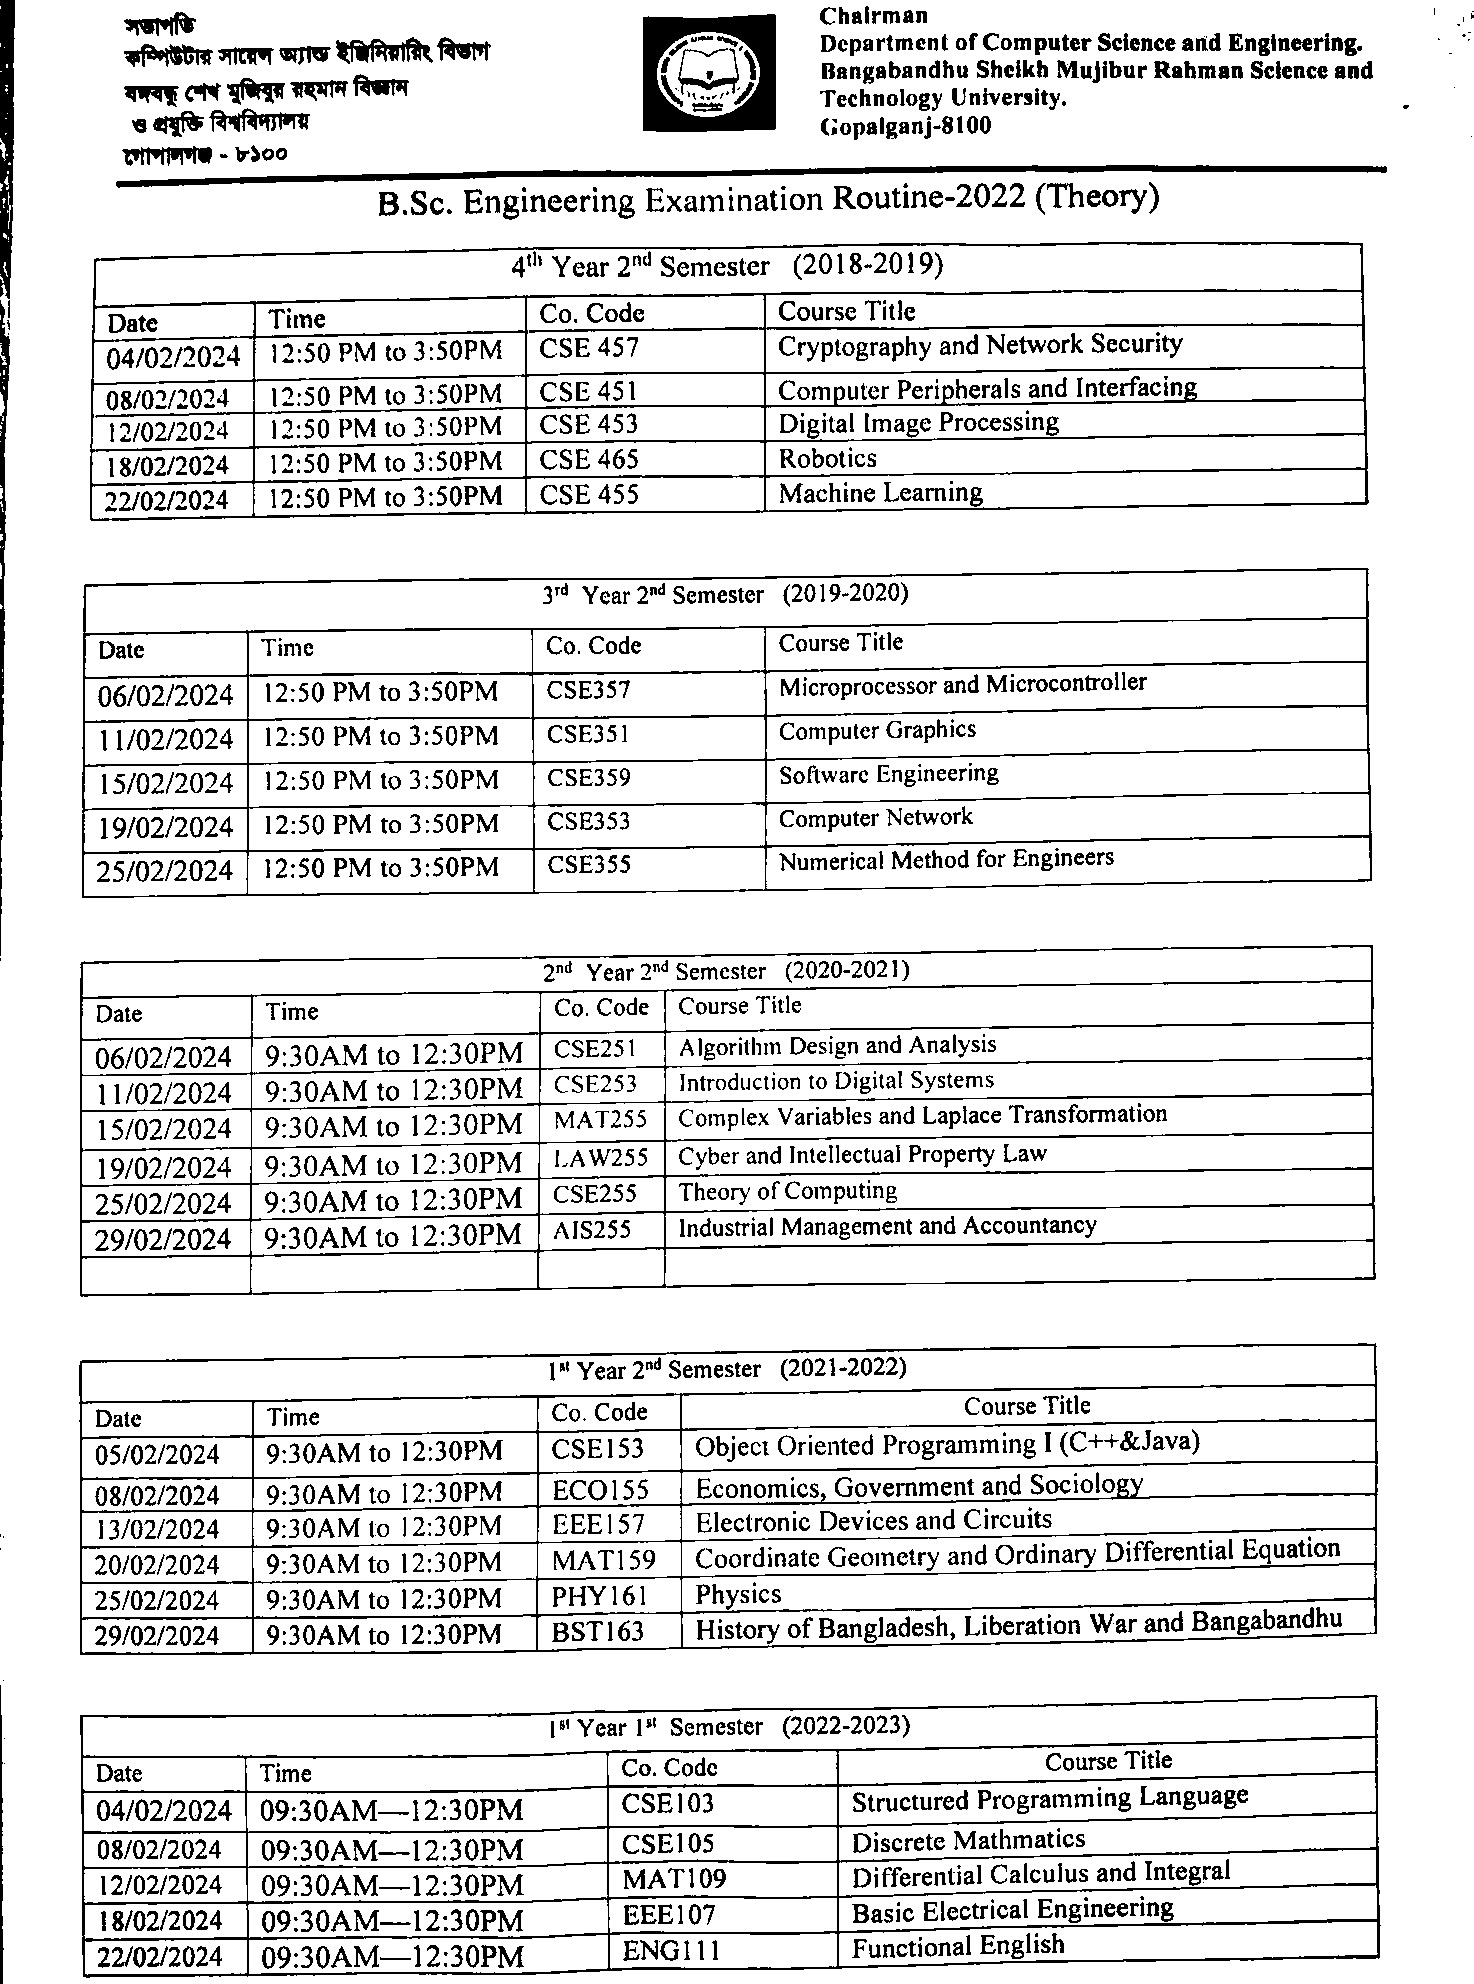 সভাপতি
কম্পিউটার সায়েন্স অ্যান্ড ইঞ্জিনিয়ারিং বিভাগ
বঙ্গবন্ধু শেখ মুজিবুর রহমান বিজ্ঞান
ও প্রযুক্তি বিশ্ববিদ্যালয়
গোপালগঞ্জ - ৮১০০
Chairman
Department of Computer Science and Engineering.
Bangabandhu Sheikh Mujibur Rahman Science and
Technology University.
Gopalganj-8100
B.Sc. Engineering Examination Routine-2022 (Theory)
4th Year 2nd Semester (2018-2019)
Date Time Co. Code Course Title
04/02/2024 12:50 PM to 3:50PM CSE 457 Cryptography and Network Security
08/02/2024 12:50 PM to 3:50PM CSE 451 Computer Peripherals and Interfacing
12/02/2024 12:50 PM to 3:50PM CSE 453 Digital Image Processing
18/02/2024 12:50 PM to 3:50PM CSE 465 Robotics
22/02/2024 12:50 PM to 3:50PM CSE 455 Machine Learning
3rd Year 2nd Semester (2019-2020)
Date Time Co. Code Course Title
06/02/2024 12:50 PM to 3:50PM CSE357 Microprocessor and Microcontroller
11/02/2024 12:50 PM to 3:50PM CSE351 Computer Graphics
15/02/2024 12:50 PM to 3:50PM CSE359 Software Engineering
19/02/2024 12:50 PM to 3:50PM CSE353 Computer Network
25/02/2024 12:50 PM to 3:50PM CSE355 Numerical Method for Engineers
2nd Year 2nd Semester (2020-2021)
Date Time Co. Code Course Title
06/02/2024 9:30AM to 12:30PM CSE251 Algorithm Design and Analysis
11/02/2024 9:30AM to 12:30PM CSE253 Introduction to Digital Systems
15/02/2024 9:30AM to 12:30PM MAT255 Complex Variables and Laplace Transformation
19/02/2024 9:30AM to 12:30PM LAW255 Cyber and Intellectual Property Law
25/02/2024 9:30AM to 12:30PM CSE255 Theory of Computing
29/02/2024 9:30AM to 12:30PM AIS255 Industrial Management and Accountancy
1st Year 2nd Semester (2021-2022)
Date Time Co. Code Course Title
05/02/2024 9:30AM to 12:30PM CSE153 Object Oriented Programming I (C++&Java)
08/02/2024 9:30AM to 12:30PM ECO155 Economics, Government and Sociology
13/02/2024 9:30AM to 12:30PM EEE157 Electronic Devices and Circuits
20/02/2024 9:30AM to 12:30PM MAT159 Coordinate Geometry and Ordinary Differential Equation
25/02/2024 9:30AM to 12:30PM PHY161 Physics
29/02/2024 9:30AM to 12:30PM BST163 History of Bangladesh, Liberation War and Bangabandhu
1st Year 1st Semester (2022-2023)
Date Time Co. Code Course Title
04/02/2024 09:30AM—12:30PM CSE103 Structured Programming Language
08/02/2024 09:30AM—12:30PM CSE105 Discrete Mathmatics
12/02/2024 09:30AM—12:30PM MAT109 Differential Calculus and Integral
18/02/2024 09:30AM—12:30PM EEE107 Basic Electrical Engineering
22/02/2024 09:30AM—12:30PM ENG111 Functional English